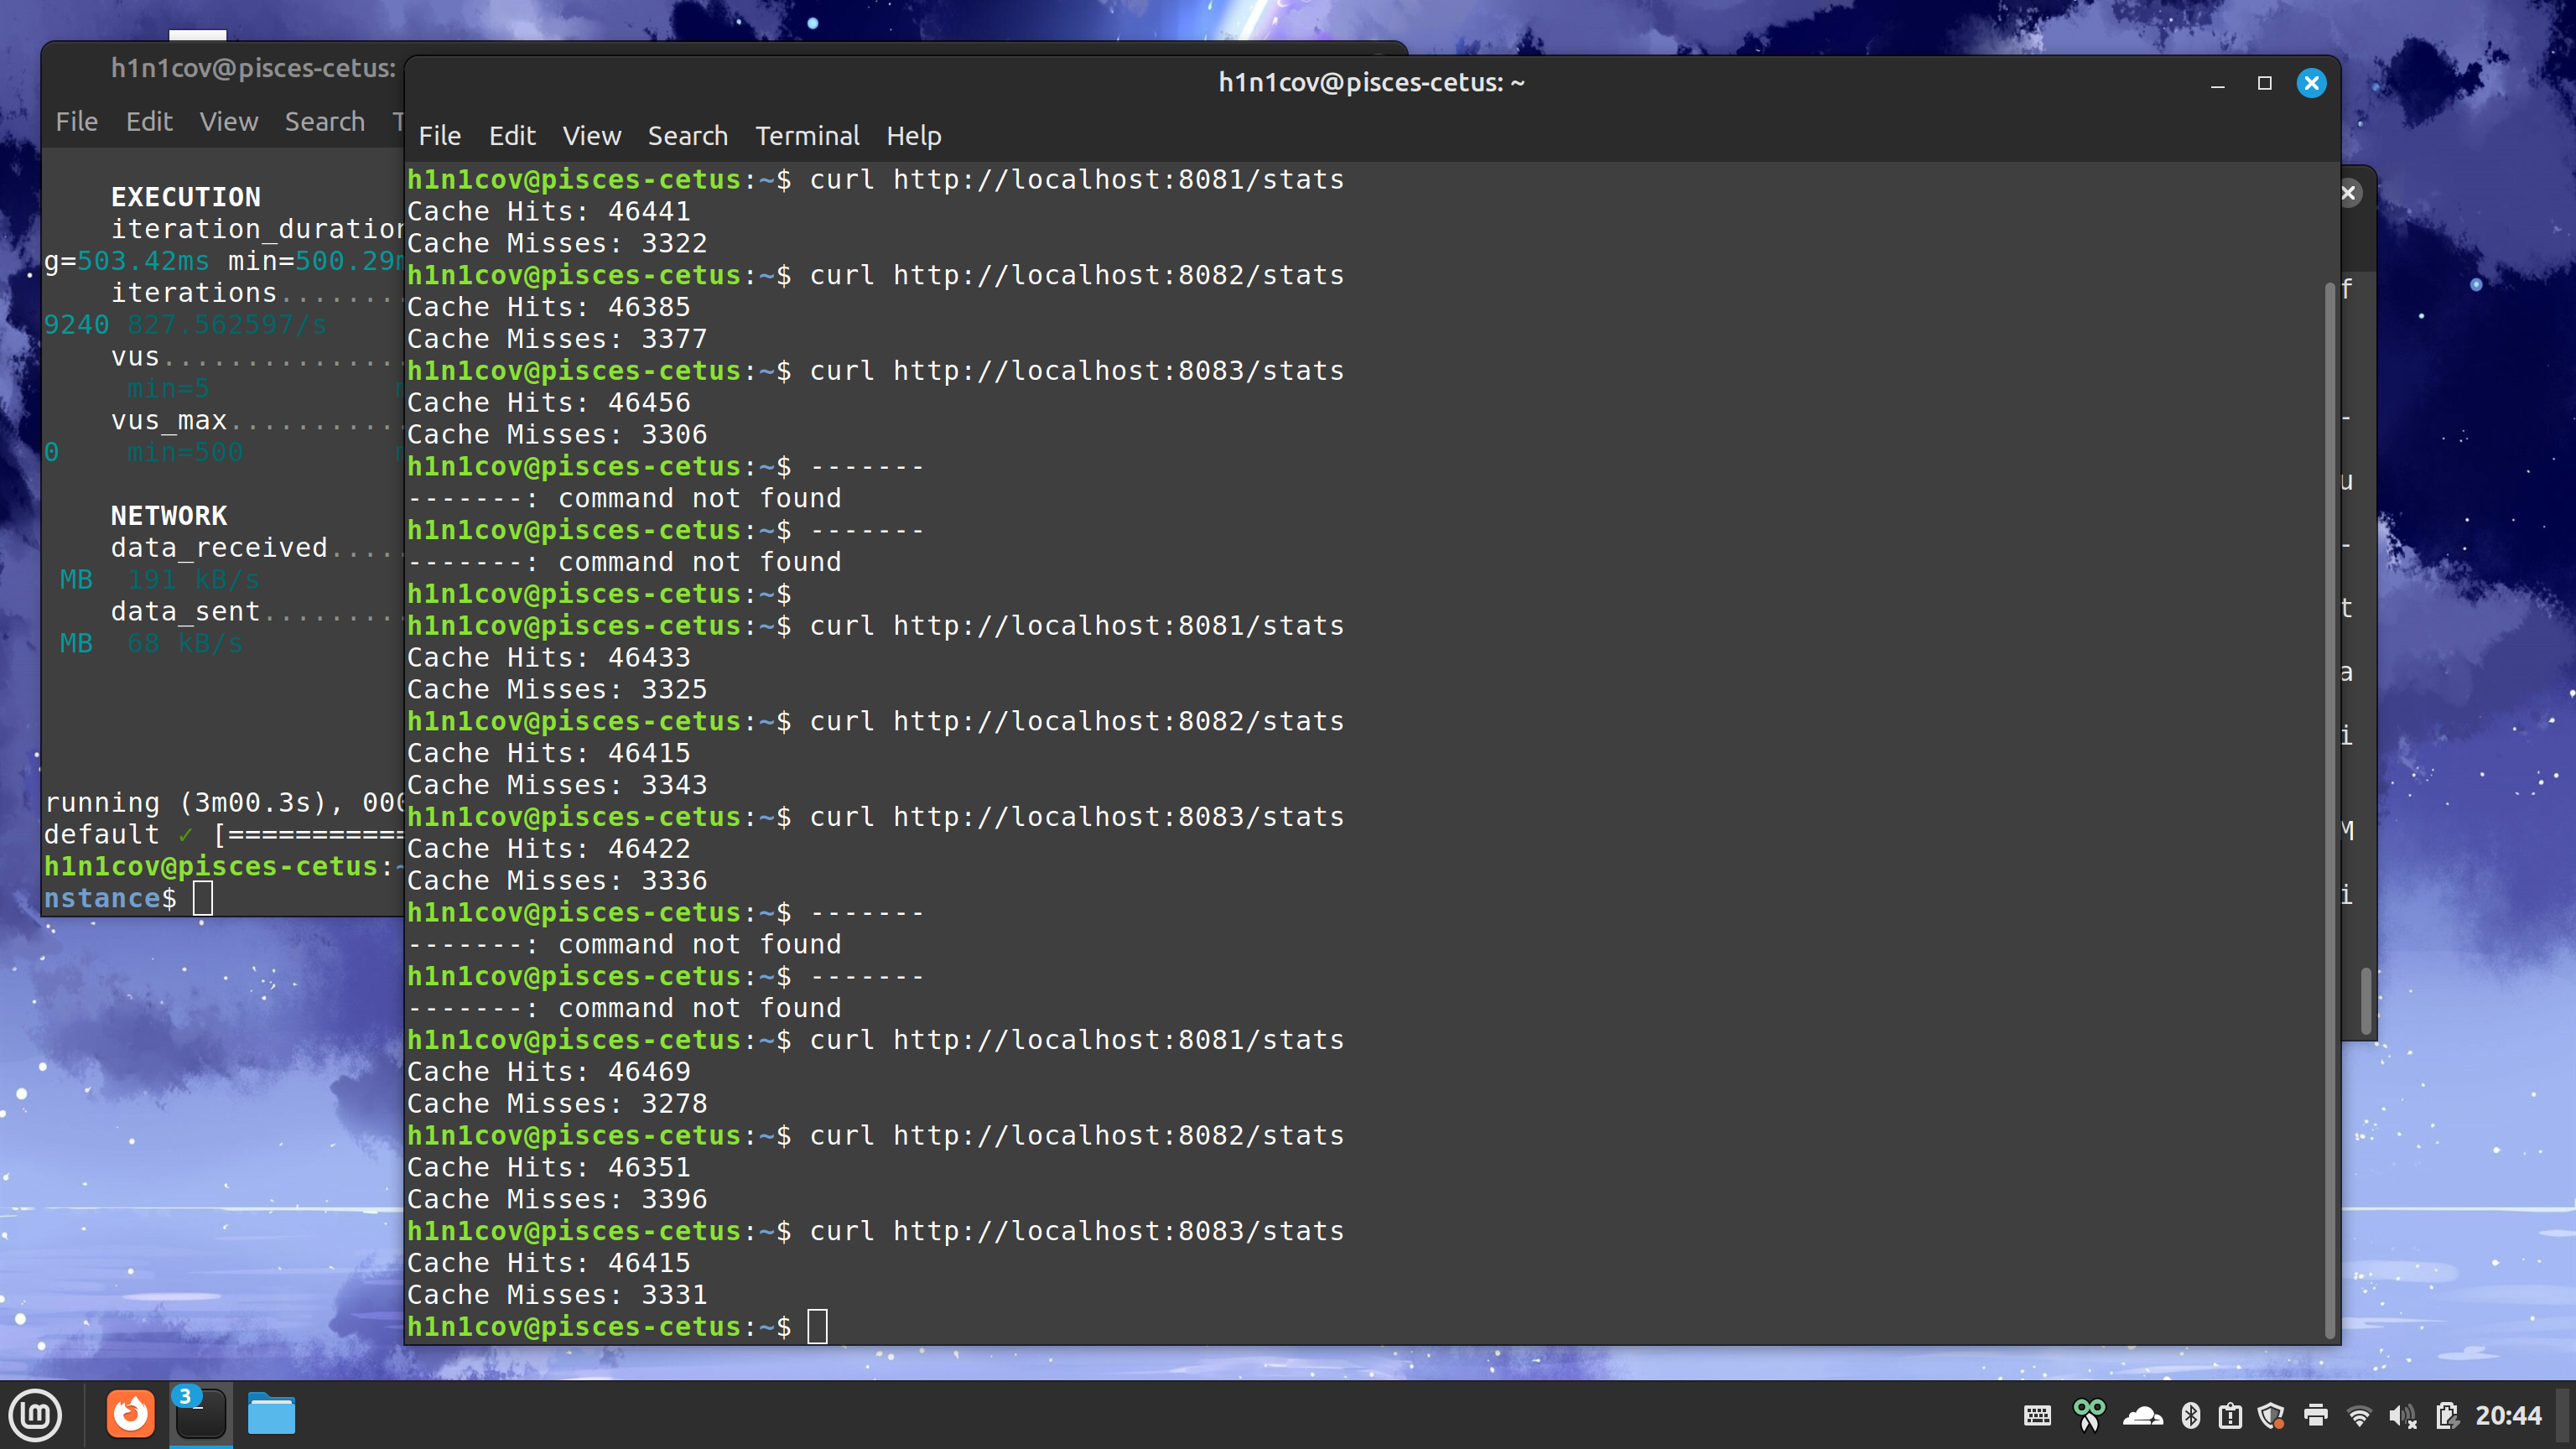 h1n1cov@pisces-cetus:
File Edit View Search T
EXECUTION
iteration_duration
g=503.42ms min=500.29m
iterations........
9240 827.562597/s
vus...............
min=5
vus_max...........
0 min=500
NETWORK
data_received.....
MB 191 kB/s
data_sent.........
MB 68 kB/s
running (3m00.3s), 000
default ✓ [===========
h1n1cov@pisces-cetus:~
nstance$
h1n1cov@pisces-cetus: ~
File Edit View Search Terminal Help
h1n1cov@pisces-cetus:~$ curl http://localhost:8081/stats
Cache Hits: 46441
Cache Misses: 3322
h1n1cov@pisces-cetus:~$ curl http://localhost:8082/stats
Cache Hits: 46385
Cache Misses: 3377
h1n1cov@pisces-cetus:~$ curl http://localhost:8083/stats
Cache Hits: 46456
Cache Misses: 3306
h1n1cov@pisces-cetus:~$ -------
-------: command not found
h1n1cov@pisces-cetus:~$ -------
-------: command not found
h1n1cov@pisces-cetus:~$
h1n1cov@pisces-cetus:~$ curl http://localhost:8081/stats
Cache Hits: 46433
Cache Misses: 3325
h1n1cov@pisces-cetus:~$ curl http://localhost:8082/stats
Cache Hits: 46415
Cache Misses: 3343
h1n1cov@pisces-cetus:~$ curl http://localhost:8083/stats
Cache Hits: 46422
Cache Misses: 3336
h1n1cov@pisces-cetus:~$ -------
-------: command not found
h1n1cov@pisces-cetus:~$ -------
-------: command not found
h1n1cov@pisces-cetus:~$ curl http://localhost:8081/stats
Cache Hits: 46469
Cache Misses: 3278
h1n1cov@pisces-cetus:~$ curl http://localhost:8082/stats
Cache Hits: 46351
Cache Misses: 3396
h1n1cov@pisces-cetus:~$ curl http://localhost:8083/stats
Cache Hits: 46415
Cache Misses: 3331
h1n1cov@pisces-cetus:~$
f
-
u
-
t
a
i
M
i
3
20:44